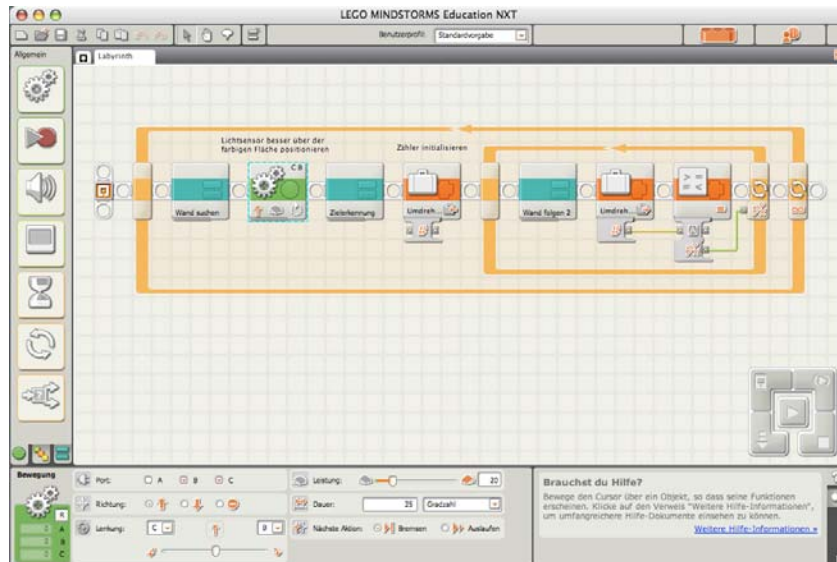 LEGO MINDSTORMS Education NXT
Benutzerprofil: Standardvorgabe
Allgemein
Labyrinth
Lichtsensor besser über der
farbigen Fläche positionieren
Zähler initialisieren
C B
Wand suchen
Zielerkennung
Umdreh...
Wand folgen 2
Umdreh...
Bewegung
Port: A B C
Leistung: 20
Richtung:
Dauer: 25 Gradzahl
Lenkung: C B
Nächste Aktion: Bremsen Auslaufen
A
B
C
Brauchst du Hilfe?
Bewege den Cursor über ein Objekt, so dass seine Funktionen
erscheinen. Klicke auf den Verweis "Weitere Hilfe-Informationen",
um umfangreichere Hilfe-Dokumente einsehen zu können.
Weitere Hilfe-Informationen »